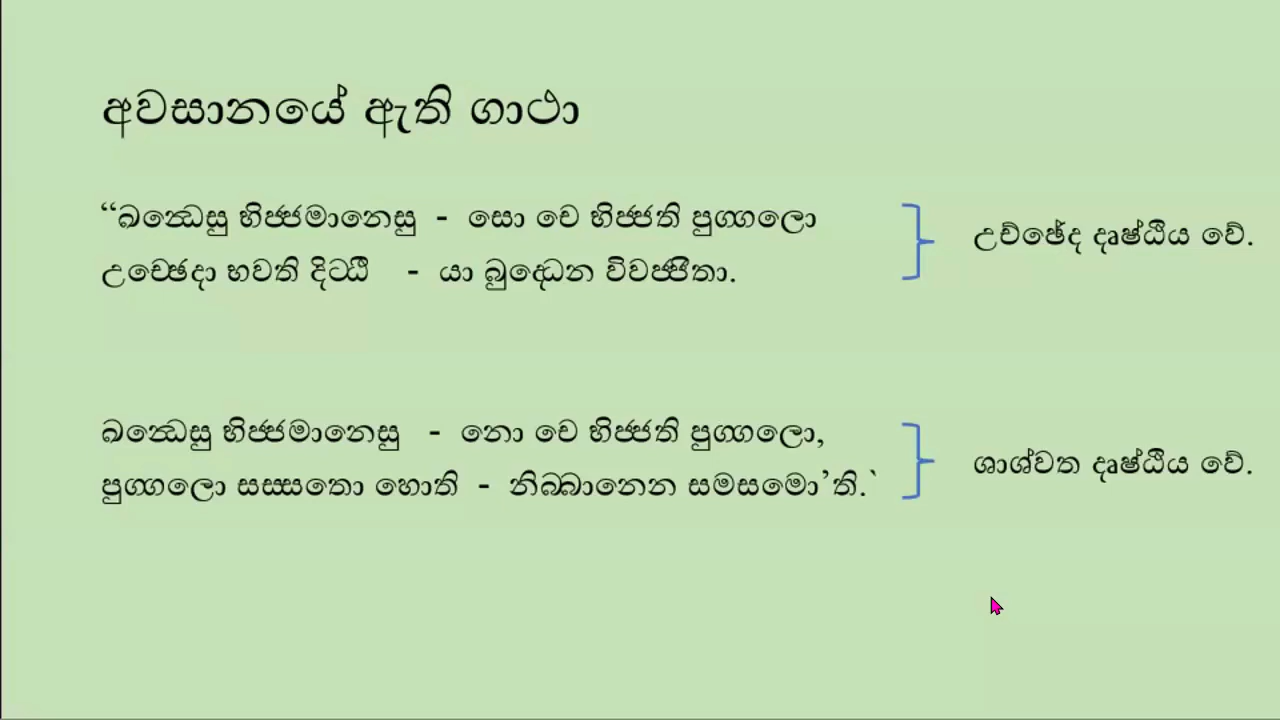 අවසානයේ ඇති ගාථා
“ඛන්‍ධෙසු භිජ්‍ජමානෙසු - සො චෙ භිජ්‍ජති පුග්‍ගලො
උච්ඡෙදා භවති දිට්ඨි - යා බුද්‍ධෙන විවජ්ජිතා.
උච්ඡේද දෘෂ්ඨිය වේ.
ඛන්‍ධෙසු භිජ්‍ජමානෙසු - නො චෙ භිජ්‍ජති පුග්‍ගලො,
පුග්‍ගලො සස්සතො හොති - නිබ්බානෙන සමසමො’ති.`
ශාශ්වත දෘෂ්ඨිය වේ.